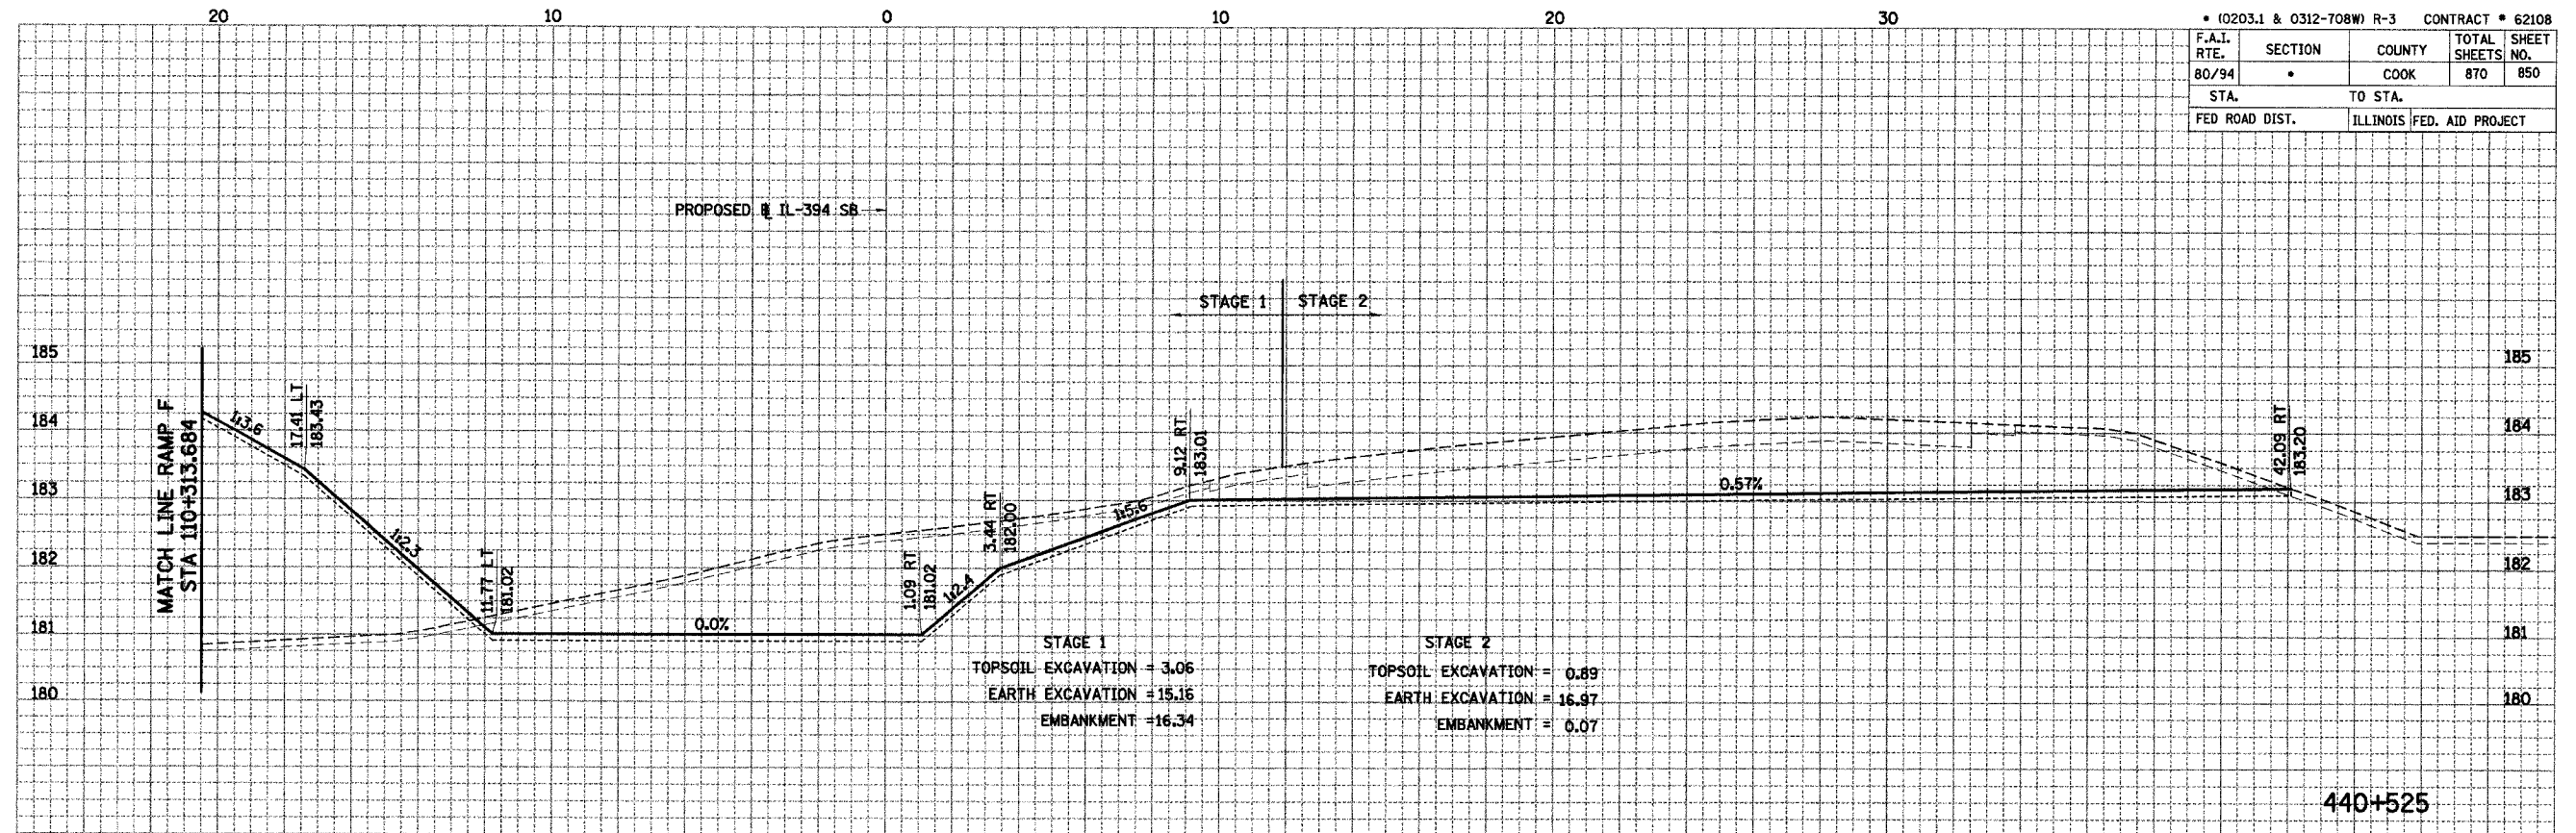 20 10 0 10 20 30
• (0203.1 & 0312-708W) R-3 CONTRACT # 62108
F.A.I. RTE. SECTION COUNTY TOTAL SHEETS SHEET NO.
80/94 • COOK 870 850
STA. TO STA.
FED ROAD DIST. ILLINOIS FED. AID PROJECT
PROPOSED ℄ IL-394 SB
STAGE 1 STAGE 2
185 185
184 184
183 183
182 182
181 181
180 180
MATCH LINE RAMP F
STA 110+313.684
1:3.6
17.41 LT
183.43
1:2.3
11.77 LT
181.02
0.0%
1.09 RT
181.02
1:2.4
3.44 RT
182.00
1:5.6
9.12 RT
183.01
0.57%
42.09 RT
183.20
STAGE 1
TOPSOIL EXCAVATION = 3.06
EARTH EXCAVATION =15.16
EMBANKMENT =16.34
STAGE 2
TOPSOIL EXCAVATION = 0.89
EARTH EXCAVATION = 16.97
EMBANKMENT = 0.07
440+525